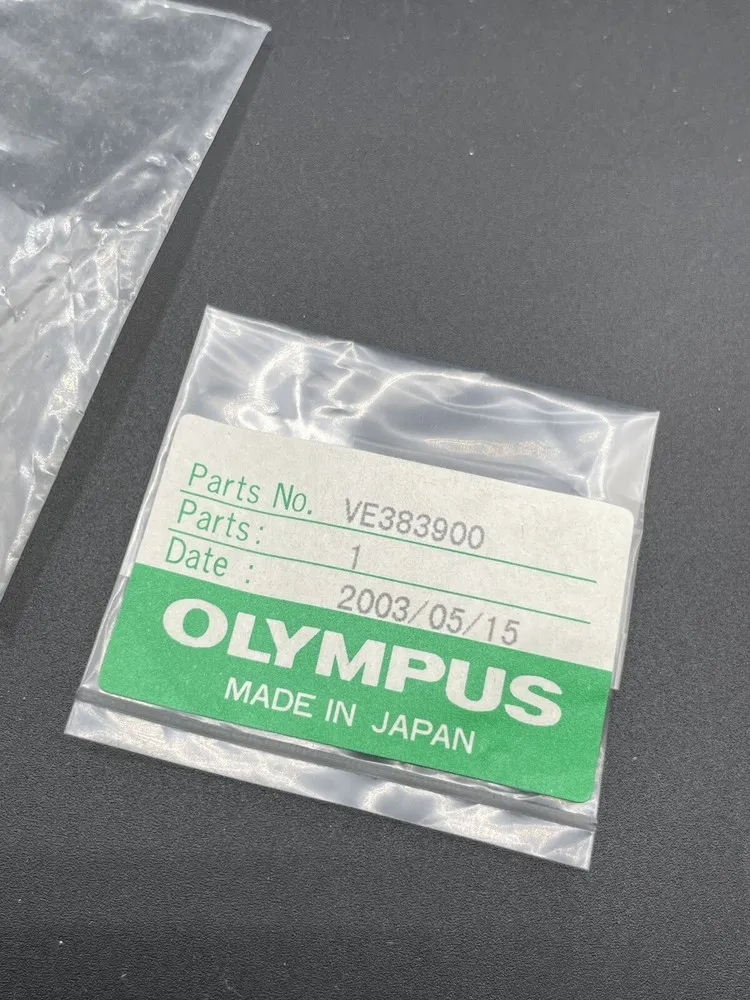 Parts No. VE383900
Parts: 1
Date : 2003/05/15
OLYMPUS
MADE IN JAPAN